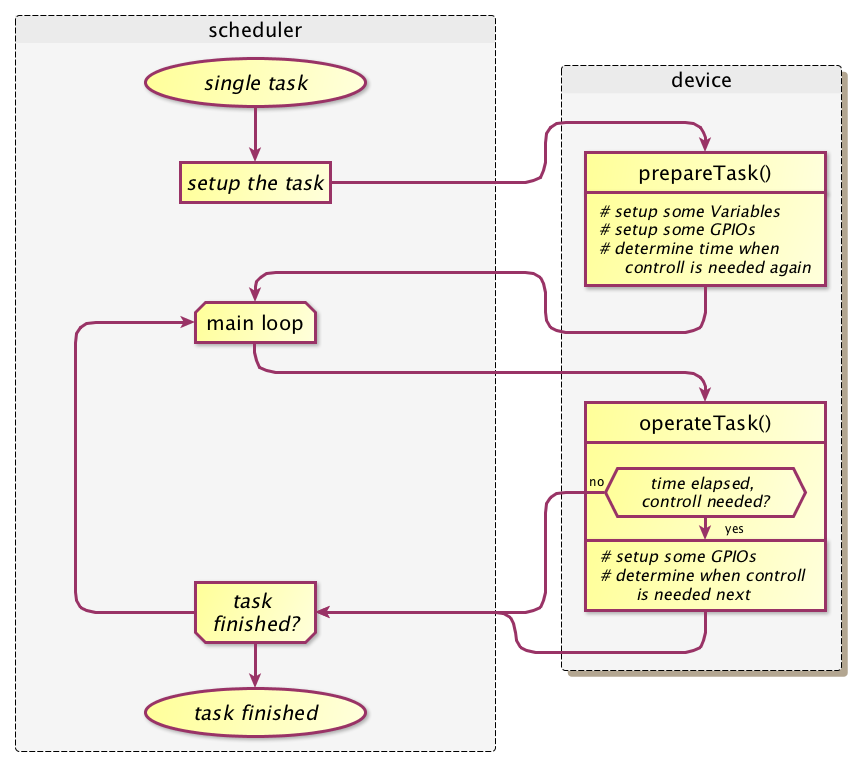 scheduler
single task
setup the task
device
prepareTask()
# setup some Variables
# setup some GPIOs
# determine time when
controll is needed again
main loop
operateTask()
no
time elapsed,
controll needed?
yes
# setup some GPIOs
# determine when controll
is needed next
task
finished?
task finished